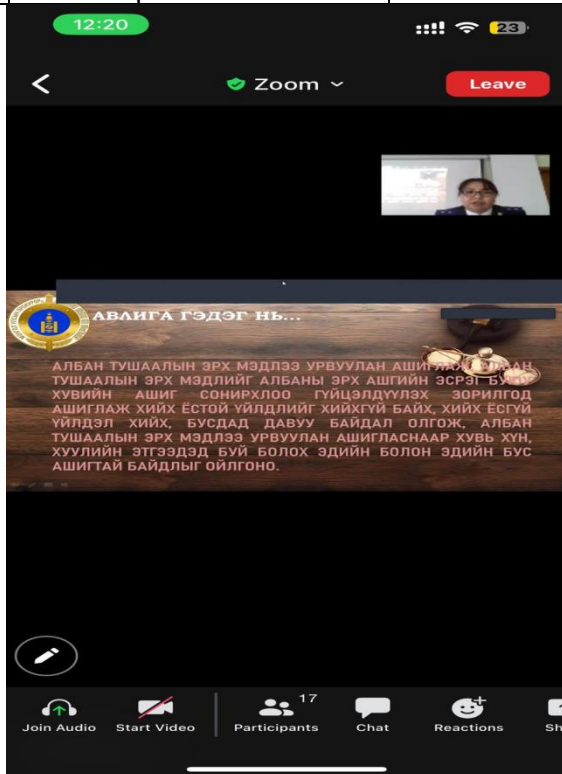 12:20
23
Zoom
Leave
АВЛИГА ГЭДЭГ НЬ...
АЛБАН ТУШААЛЫН ЭРХ МЭДЛЭЭ УРВУУЛАН АШИГЛАЖ, АЛБАН
ТУШААЛЫН ЭРХ МЭДЛИЙГ АЛБАНЫ ЭРХ АШГИЙН ЭСРЭГ БУЮУ
ХУВИЙН АШИГ СОНИРХЛОО ГҮЙЦЭЛДҮҮЛЭХ ЗОРИЛГОД
АШИГЛАЖ ХИЙХ ЁСТОЙ ҮЙЛДЛИЙГ ХИЙХГҮЙ БАЙХ, ХИЙХ ЁСГҮЙ
ҮЙЛДЭЛ ХИЙХ, БУСДАД ДАВУУ БАЙДАЛ ОЛГОЖ, АЛБАН
ТУШААЛЫН ЭРХ МЭДЛЭЭ УРВУУЛАН АШИГЛАСНААР ХУВЬ ХҮН,
ХУУЛИЙН ЭТГЭЭДЭД БУЙ БОЛОХ ЭДИЙН БОЛОН ЭДИЙН БУС
АШИГТАЙ БАЙДЛЫГ ОЙЛГОНО.
17
Join Audio Start Video Participants Chat Reactions Sh